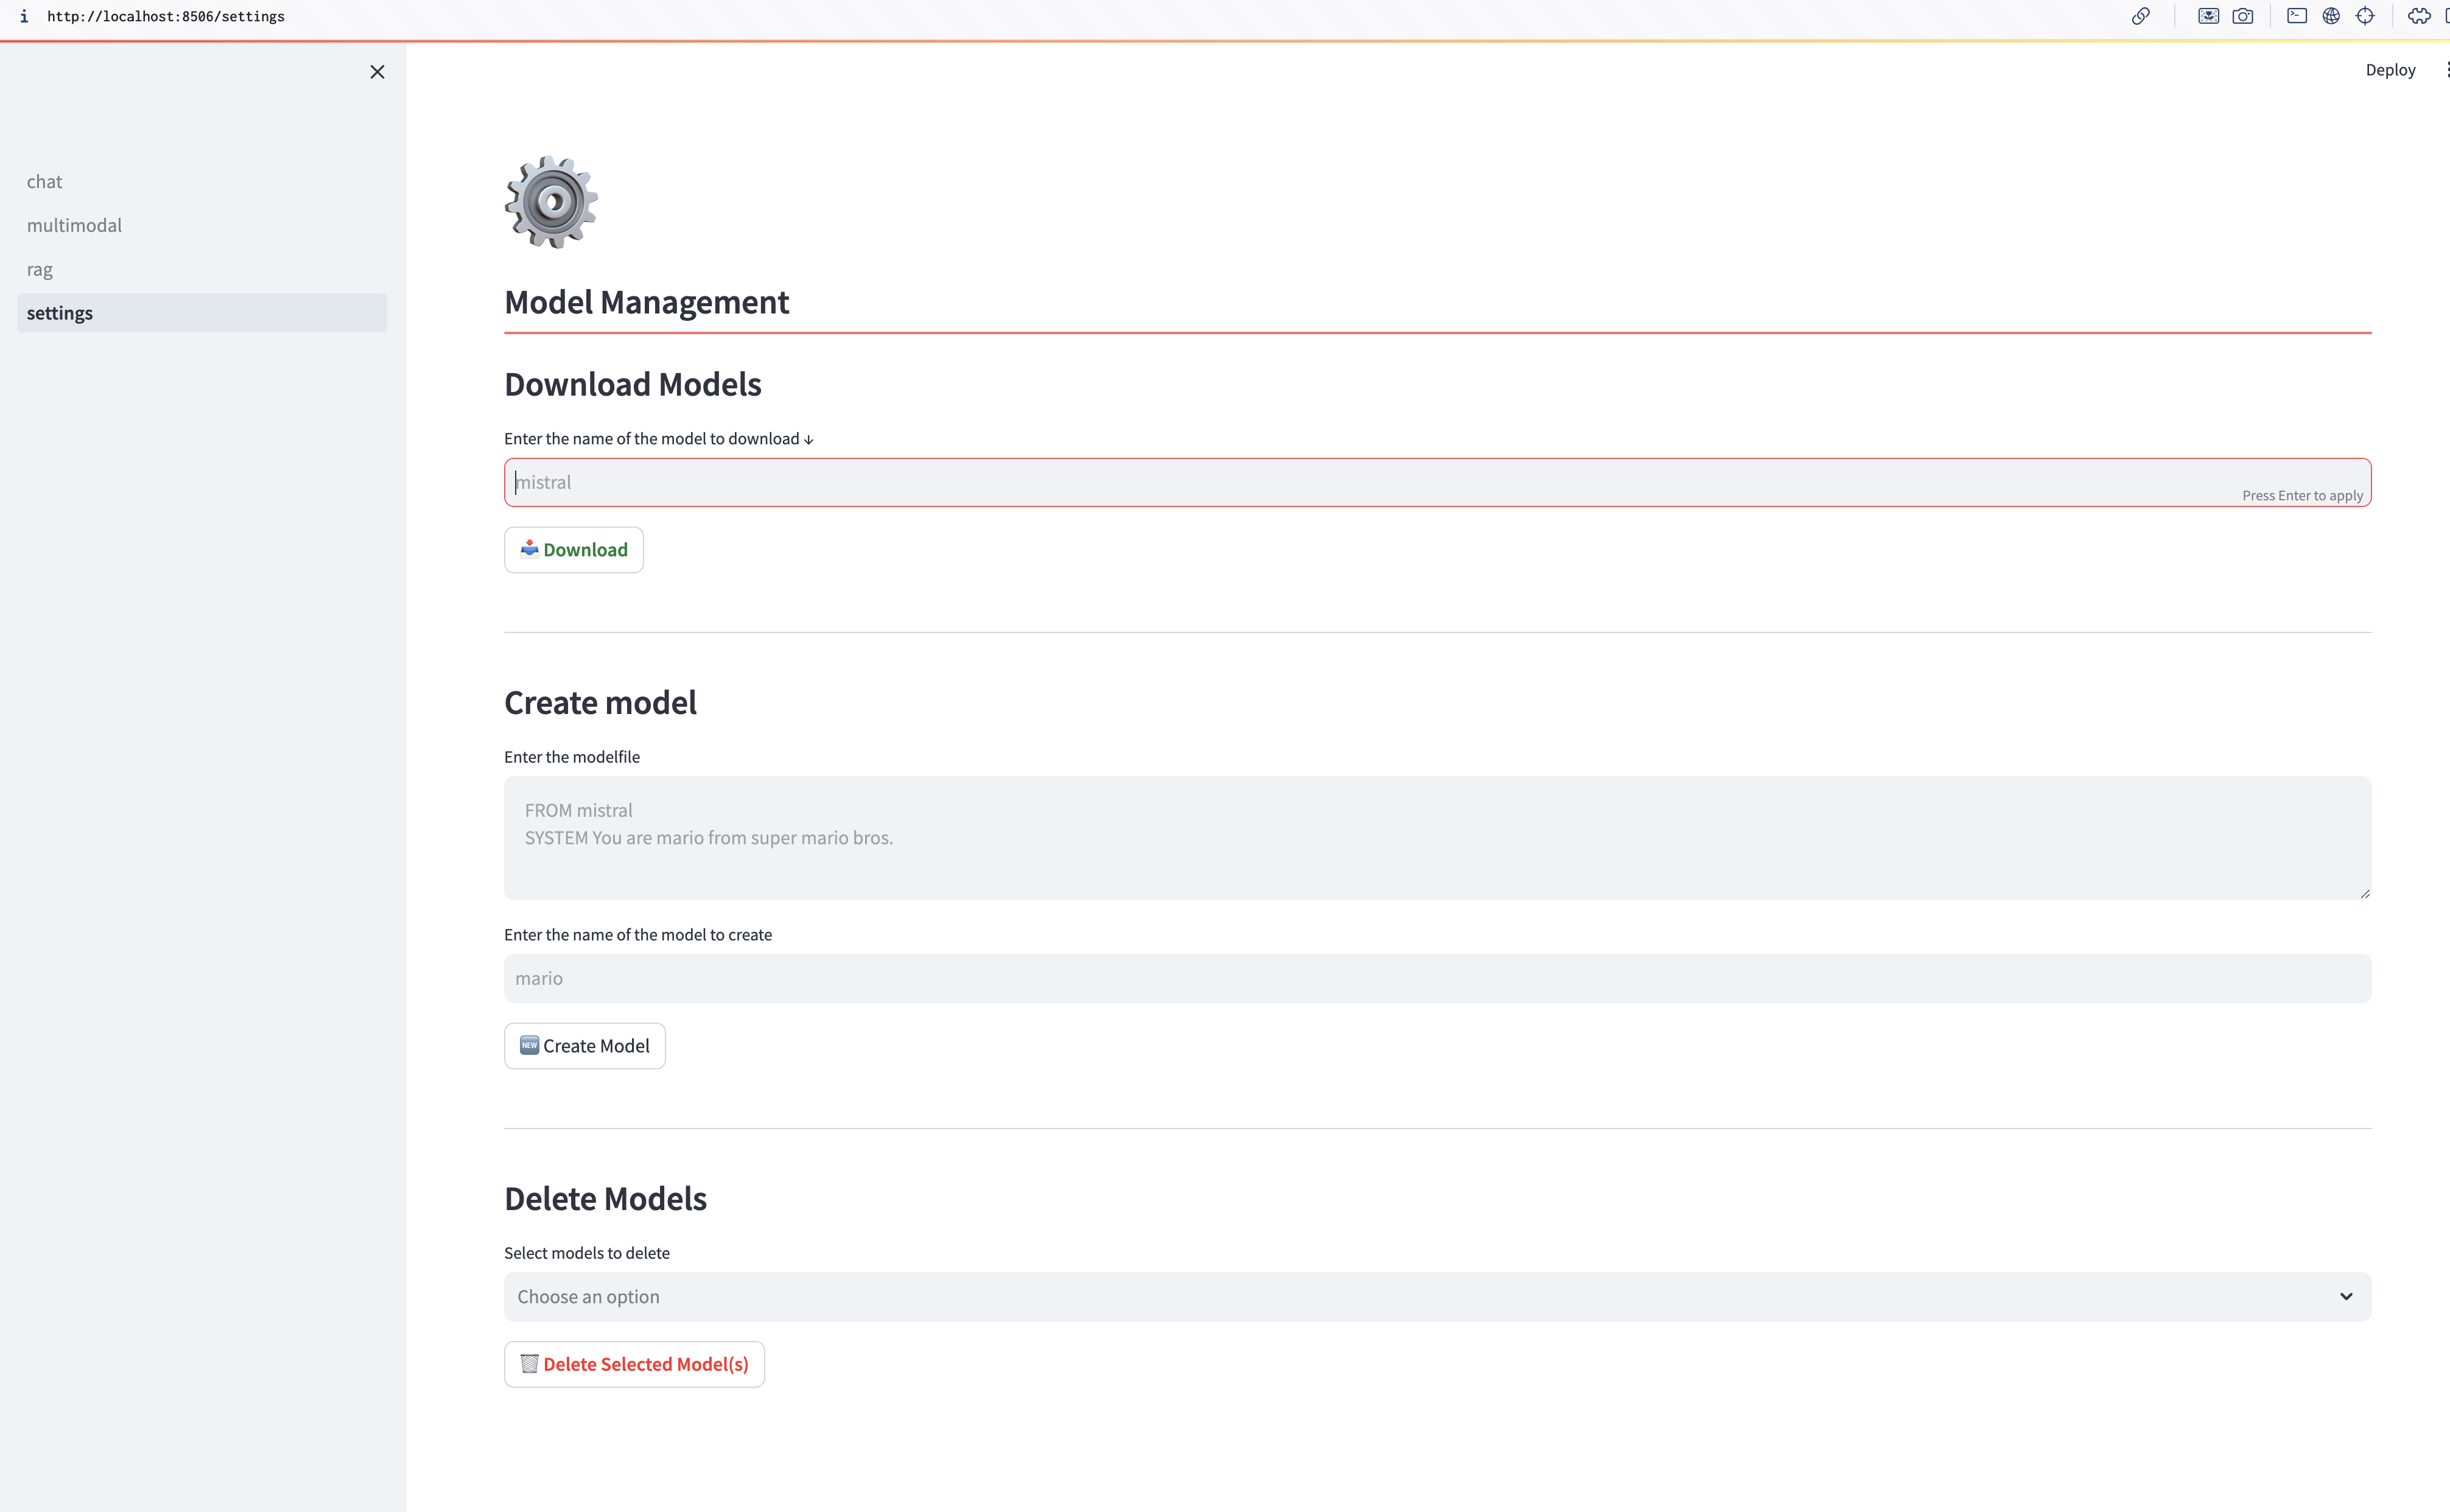 http://localhost:8506/settings
Deploy
chat
multimodal
rag
settings
Model Management
Download Models
Enter the name of the model to download ↓
mistral
Press Enter to apply
📥 Download
Create model
Enter the modelfile
FROM mistral
SYSTEM You are mario from super mario bros.
Enter the name of the model to create
mario
🆕 Create Model
Delete Models
Select models to delete
Choose an option
🗑️ Delete Selected Model(s)